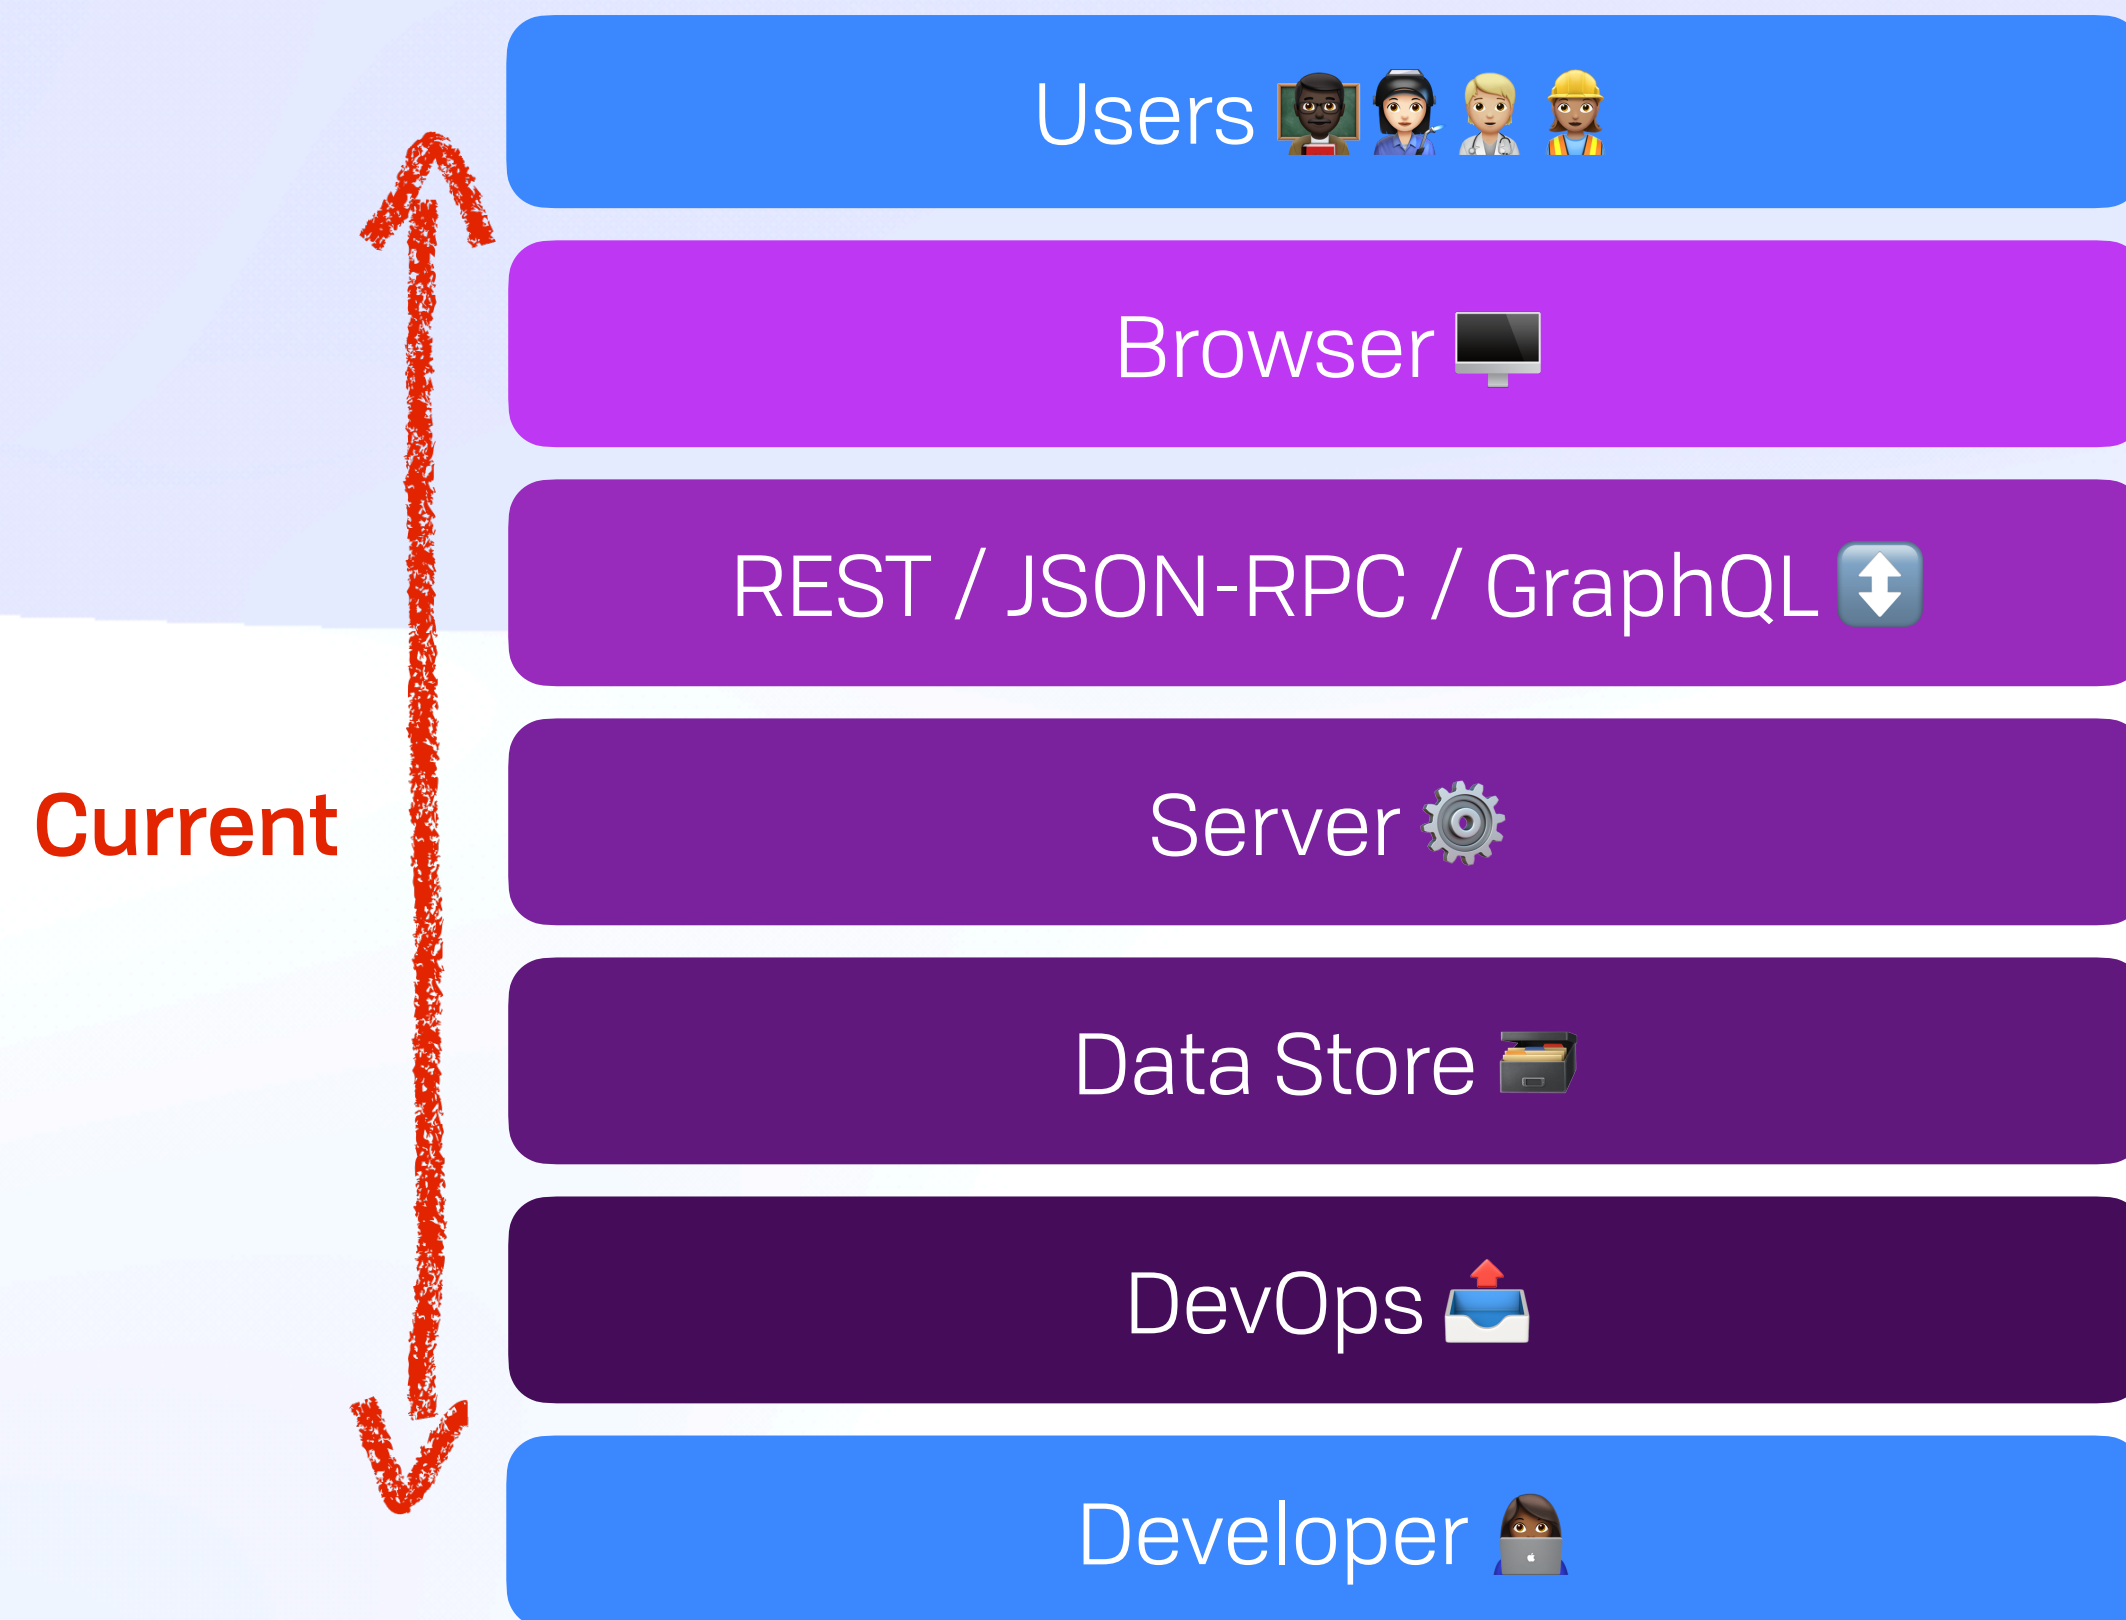 Users
Browser
REST / JSON-RPC / GraphQL
Current
Server
Data Store
DevOps
Developer